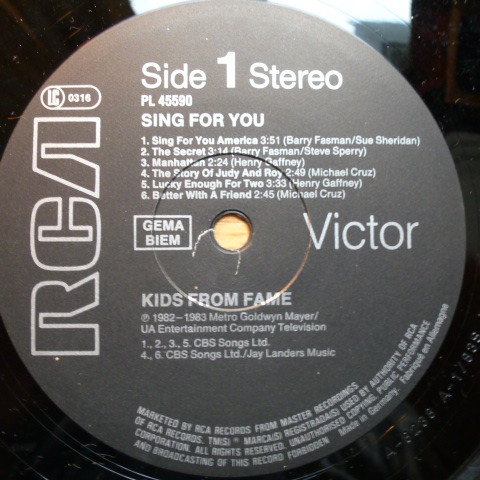 Side 1 Stereo
LC 0316
PL 45590
SING FOR YOU
1. Sing For You America 3:51 (Barry Fasman/Sue Sheridan)
2. The Secret 3:14 (Barry Fasman/Steve Sperry)
3. Manhattan 2:24 (Henry Gaffney)
4. The Story Of Judy And Roy 2:49 (Michael Cruz)
5. Lucky Enough For Two 3:33 (Henry Gaffney)
6. Better With A Friend 2:45 (Michael Cruz)
RCA
GEMA
BIEM
Victor
KIDS FROM FAME
℗ 1982–1983 Metro Goldwyn Mayer/
UA Entertainment Company Television
1., 2., 3., 5. CBS Songs Ltd.
4., 6. CBS Songs Ltd./Jay Landers Music
MARKETED BY RCA RECORDS FROM MASTER RECORDINGS
OF RCA RECORDS. TM(S)® MARCA(S) REGISTRADA(S) USED BY AUTHORITY OF RCA
CORPORATION. ALL RIGHTS RESERVED. UNAUTHORISED COPYING, PUBLIC PERFORMANCE
AND BROADCASTING OF THIS RECORD FORBIDDEN
Made in Germany. Fabriqué en Allemagne